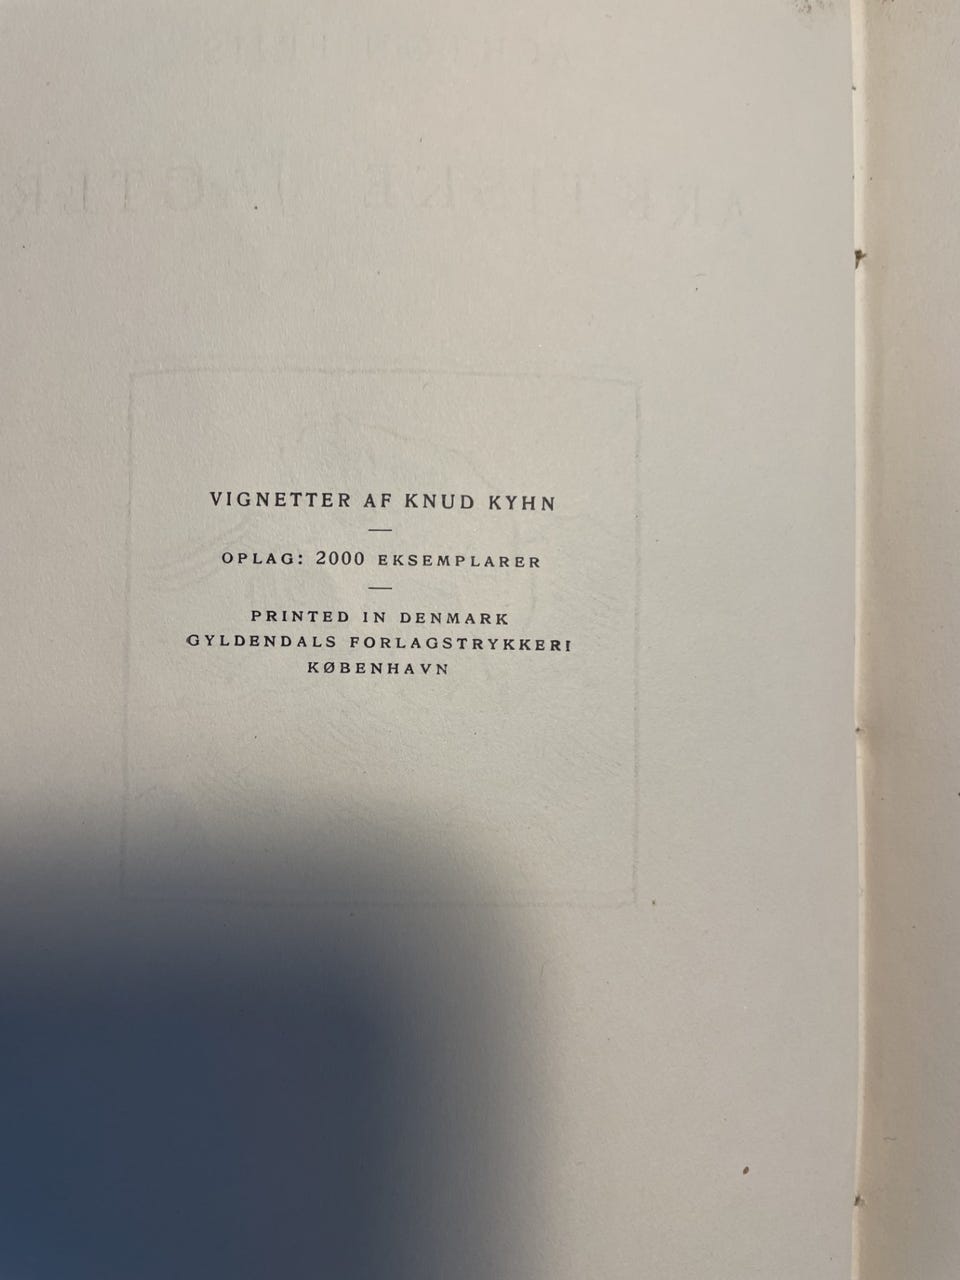 VIGNETTER AF KNUD KYHN
OPLAG: 2000 EKSEMPLARER
PRINTED IN DENMARK
GYLDENDALS FORLAGSTRYKKERI
KØBENHAVN